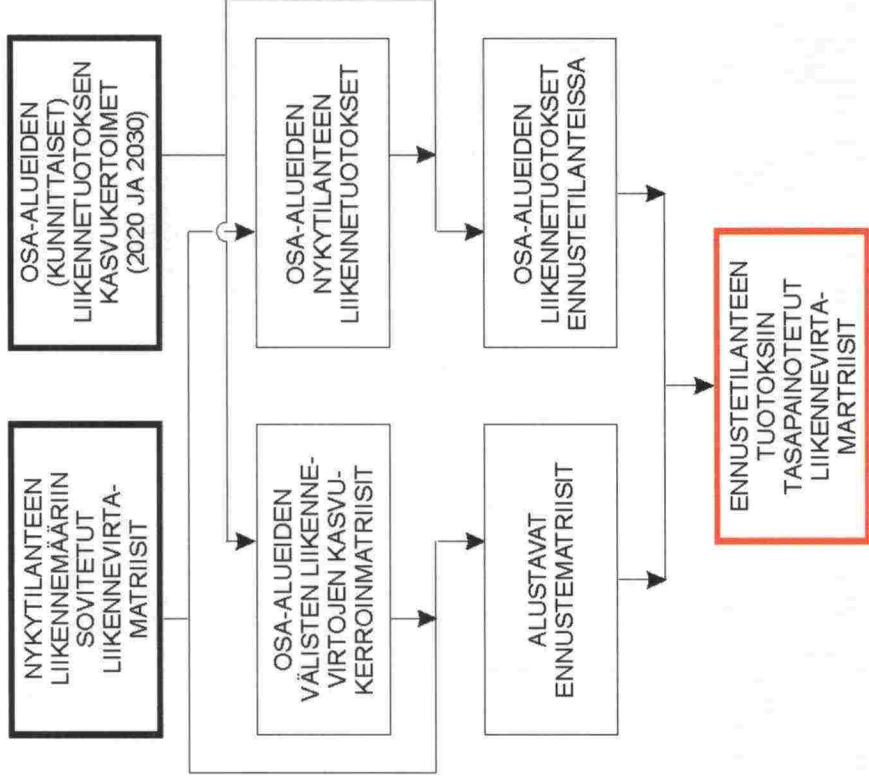 NYKYTILANTEEN
LIIKENNEMÄÄRIIN
SOVITETUT
LIIKENNEVIRTA-
MATRIISIT
OSA-ALUEIDEN
(KUNNITTAISET)
LIIKENNETUOTOKSEN
KASVUKERTOIMET
(2020 JA 2030)
OSA-ALUEIDEN
VÄLISTEN LIIKENNE-
VIRTOJEN KASVU-
KERROINMATRIISIT
OSA-ALUEIDEN
NYKYTILANTEEN
LIIKENNETUOTOKSET
ALUSTAVAT
ENNUSTEMATRIISIT
OSA-ALUEIDEN
LIIKENNETUOTOKSET
ENNUSTETILANTEISSA
ENNUSTETILANTEEN
TUOTOKSIIN
TASAPAINOTETUT
LIIKENNEVIRTA-
MARTRIISIT